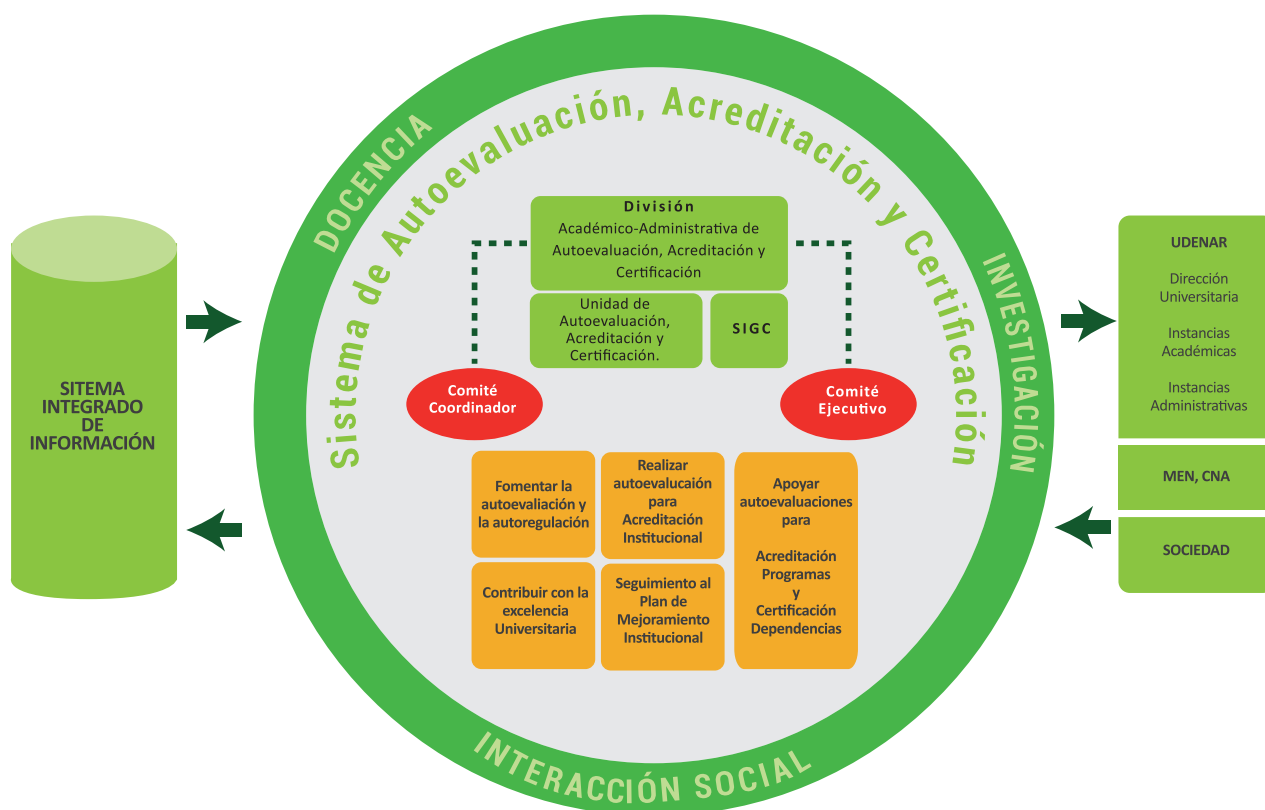 DOCENCIA
INVESTIGACIÓN
INTERACCIÓN SOCIAL
Sistema de Autoevaluación, Acreditación y Certificación
SITEMA
INTEGRADO
DE
INFORMACIÓN
División
Académico-Administrativa de
Autoevaluación, Acreditación y
Certificación
Unidad de
Autoevaluación,
Acreditación y
Certificación.
SIGC
Comité
Coordinador
Comité
Ejecutivo
Fomentar la
autoevaliación y
la autoregulación
Realizar
autoevalucaión
para
Acreditación
Institucional
Apoyar
autoevaluaciones
para
Acreditación
Programas
y
Certificación
Dependencias
Contribuir con la
excelencia
Universitaria
Seguimiento al
Plan de
Mejoramiento
Institucional
UDENAR
Dirección
Universitaria
Instancias
Académicas
Instancias
Administrativas
MEN, CNA
SOCIEDAD